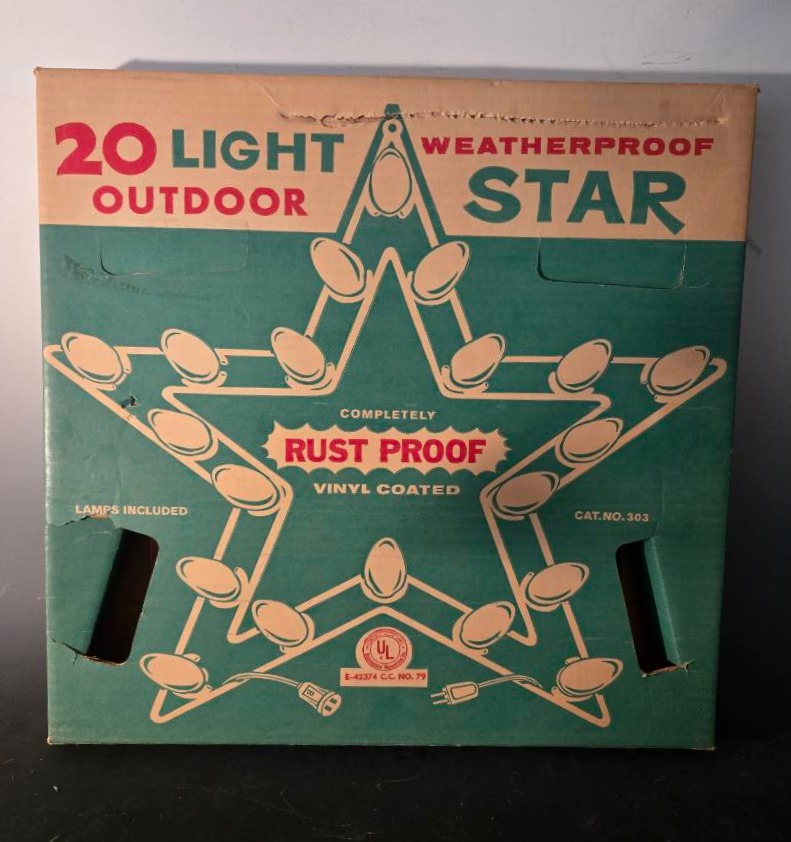 20 LIGHT
OUTDOOR
WEATHERPROOF
STAR
COMPLETELY
RUST PROOF
VINYL COATED
LAMPS INCLUDED
CAT. NO. 303
UL
E-42374 C.C. NO. 79